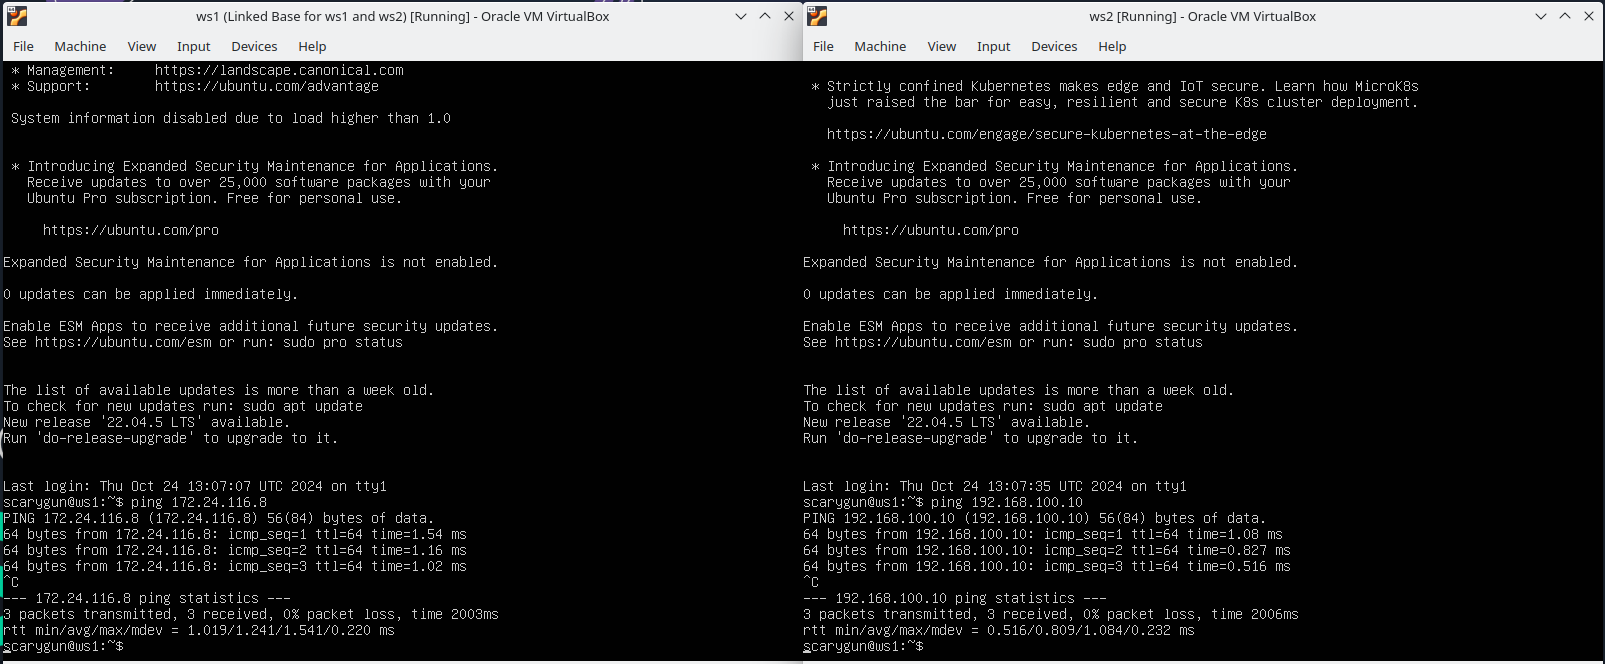 ws1 (Linked Base for ws1 and ws2) [Running] - Oracle VM VirtualBox
File Machine View Input Devices Help
* Management: https://landscape.canonical.com
* Support: https://ubuntu.com/advantage
System information disabled due to load higher than 1.0
* Introducing Expanded Security Maintenance for Applications.
Receive updates to over 25,000 software packages with your
Ubuntu Pro subscription. Free for personal use.
https://ubuntu.com/pro
Expanded Security Maintenance for Applications is not enabled.
0 updates can be applied immediately.
Enable ESM Apps to receive additional future security updates.
See https://ubuntu.com/esm or run: sudo pro status
The list of available updates is more than a week old.
To check for new updates run: sudo apt update
New release '22.04.5 LTS' available.
Run 'do-release-upgrade' to upgrade to it.
Last login: Thu Oct 24 13:07:07 UTC 2024 on tty1
scarygun@ws1:~$ ping 172.24.116.8
PING 172.24.116.8 (172.24.116.8) 56(84) bytes of data.
64 bytes from 172.24.116.8: icmp_seq=1 ttl=64 time=1.54 ms
64 bytes from 172.24.116.8: icmp_seq=2 ttl=64 time=1.16 ms
64 bytes from 172.24.116.8: icmp_seq=3 ttl=64 time=1.02 ms
^C
--- 172.24.116.8 ping statistics ---
3 packets transmitted, 3 received, 0% packet loss, time 2003ms
rtt min/avg/max/mdev = 1.019/1.241/1.541/0.220 ms
scarygun@ws1:~$
ws2 [Running] - Oracle VM VirtualBox
File Machine View Input Devices Help
* Strictly confined Kubernetes makes edge and IoT secure. Learn how MicroK8s
just raised the bar for easy, resilient and secure K8s cluster deployment.
https://ubuntu.com/engage/secure-kubernetes-at-the-edge
* Introducing Expanded Security Maintenance for Applications.
Receive updates to over 25,000 software packages with your
Ubuntu Pro subscription. Free for personal use.
https://ubuntu.com/pro
Expanded Security Maintenance for Applications is not enabled.
0 updates can be applied immediately.
Enable ESM Apps to receive additional future security updates.
See https://ubuntu.com/esm or run: sudo pro status
The list of available updates is more than a week old.
To check for new updates run: sudo apt update
New release '22.04.5 LTS' available.
Run 'do-release-upgrade' to upgrade to it.
Last login: Thu Oct 24 13:07:35 UTC 2024 on tty1
scarygun@ws1:~$ ping 192.168.100.10
PING 192.168.100.10 (192.168.100.10) 56(84) bytes of data.
64 bytes from 192.168.100.10: icmp_seq=1 ttl=64 time=1.08 ms
64 bytes from 192.168.100.10: icmp_seq=2 ttl=64 time=0.827 ms
64 bytes from 192.168.100.10: icmp_seq=3 ttl=64 time=0.516 ms
^C
--- 192.168.100.10 ping statistics ---
3 packets transmitted, 3 received, 0% packet loss, time 2006ms
rtt min/avg/max/mdev = 0.516/0.809/1.084/0.232 ms
scarygun@ws1:~$